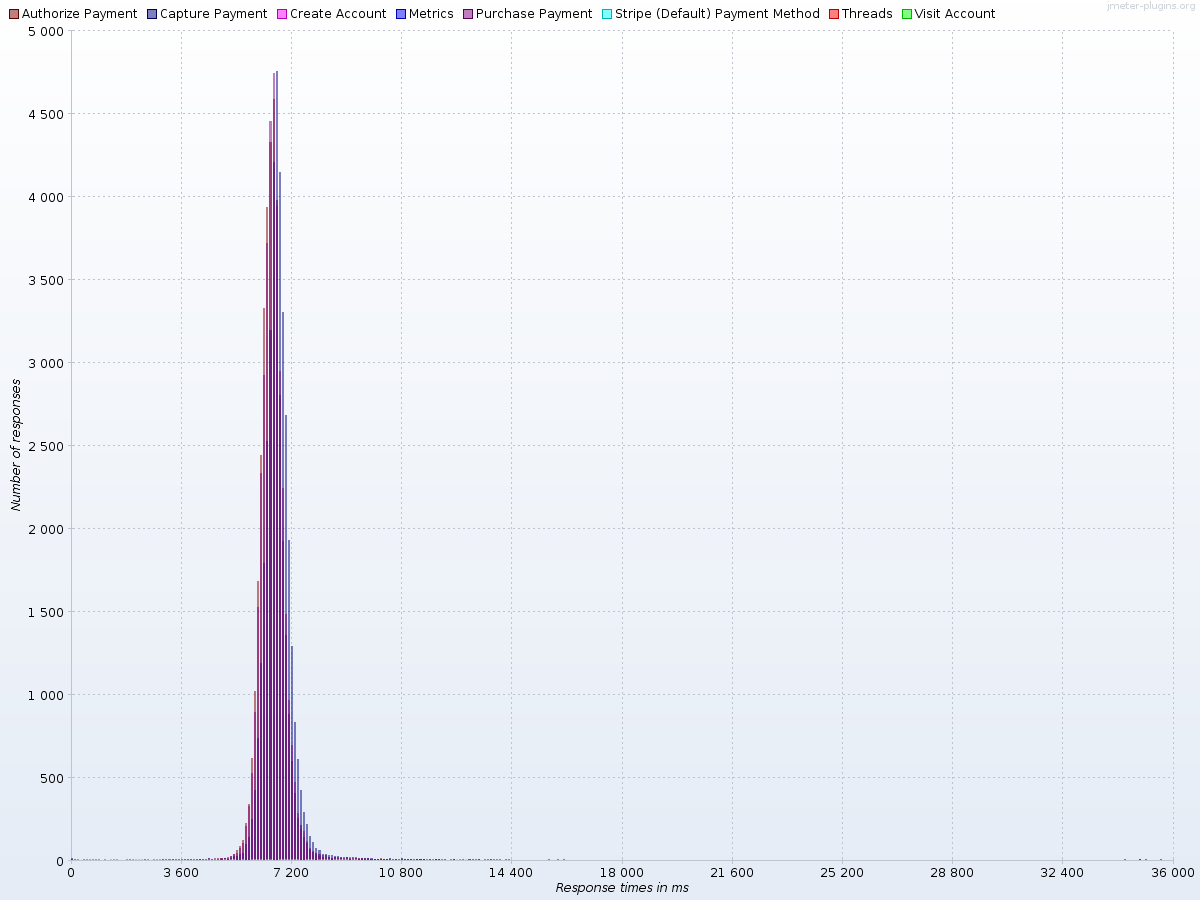 Authorize Payment Capture Payment Create Account Metrics Purchase Payment Stripe (Default) Payment Method Threads Visit Account
jmeter-plugins.org
5 000
4 500
4 000
3 500
3 000
2 500
2 000
1 500
1 000
500
0
Number of responses
0 3 600 7 200 10 800 14 400 18 000 21 600 25 200 28 800 32 400 36 000
Response times in ms